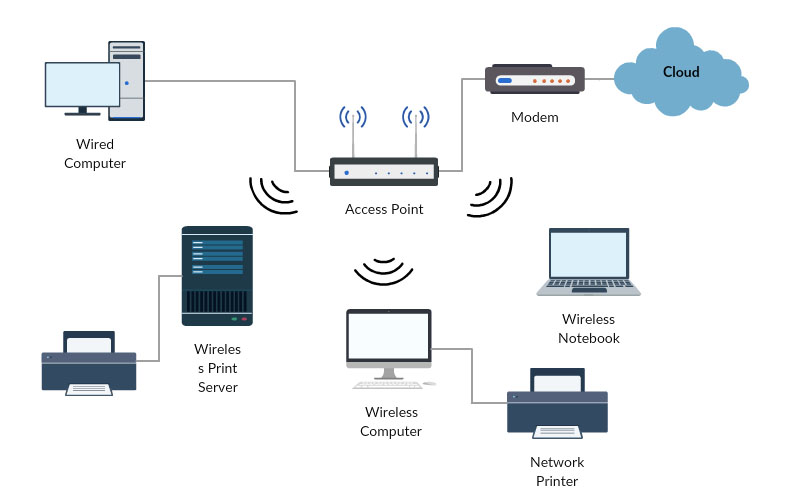 Cloud
Modem
Wired
Computer
Access Point
Wireless
Notebook
Wireles
s Print
Server
Wireless
Computer
Network
Printer